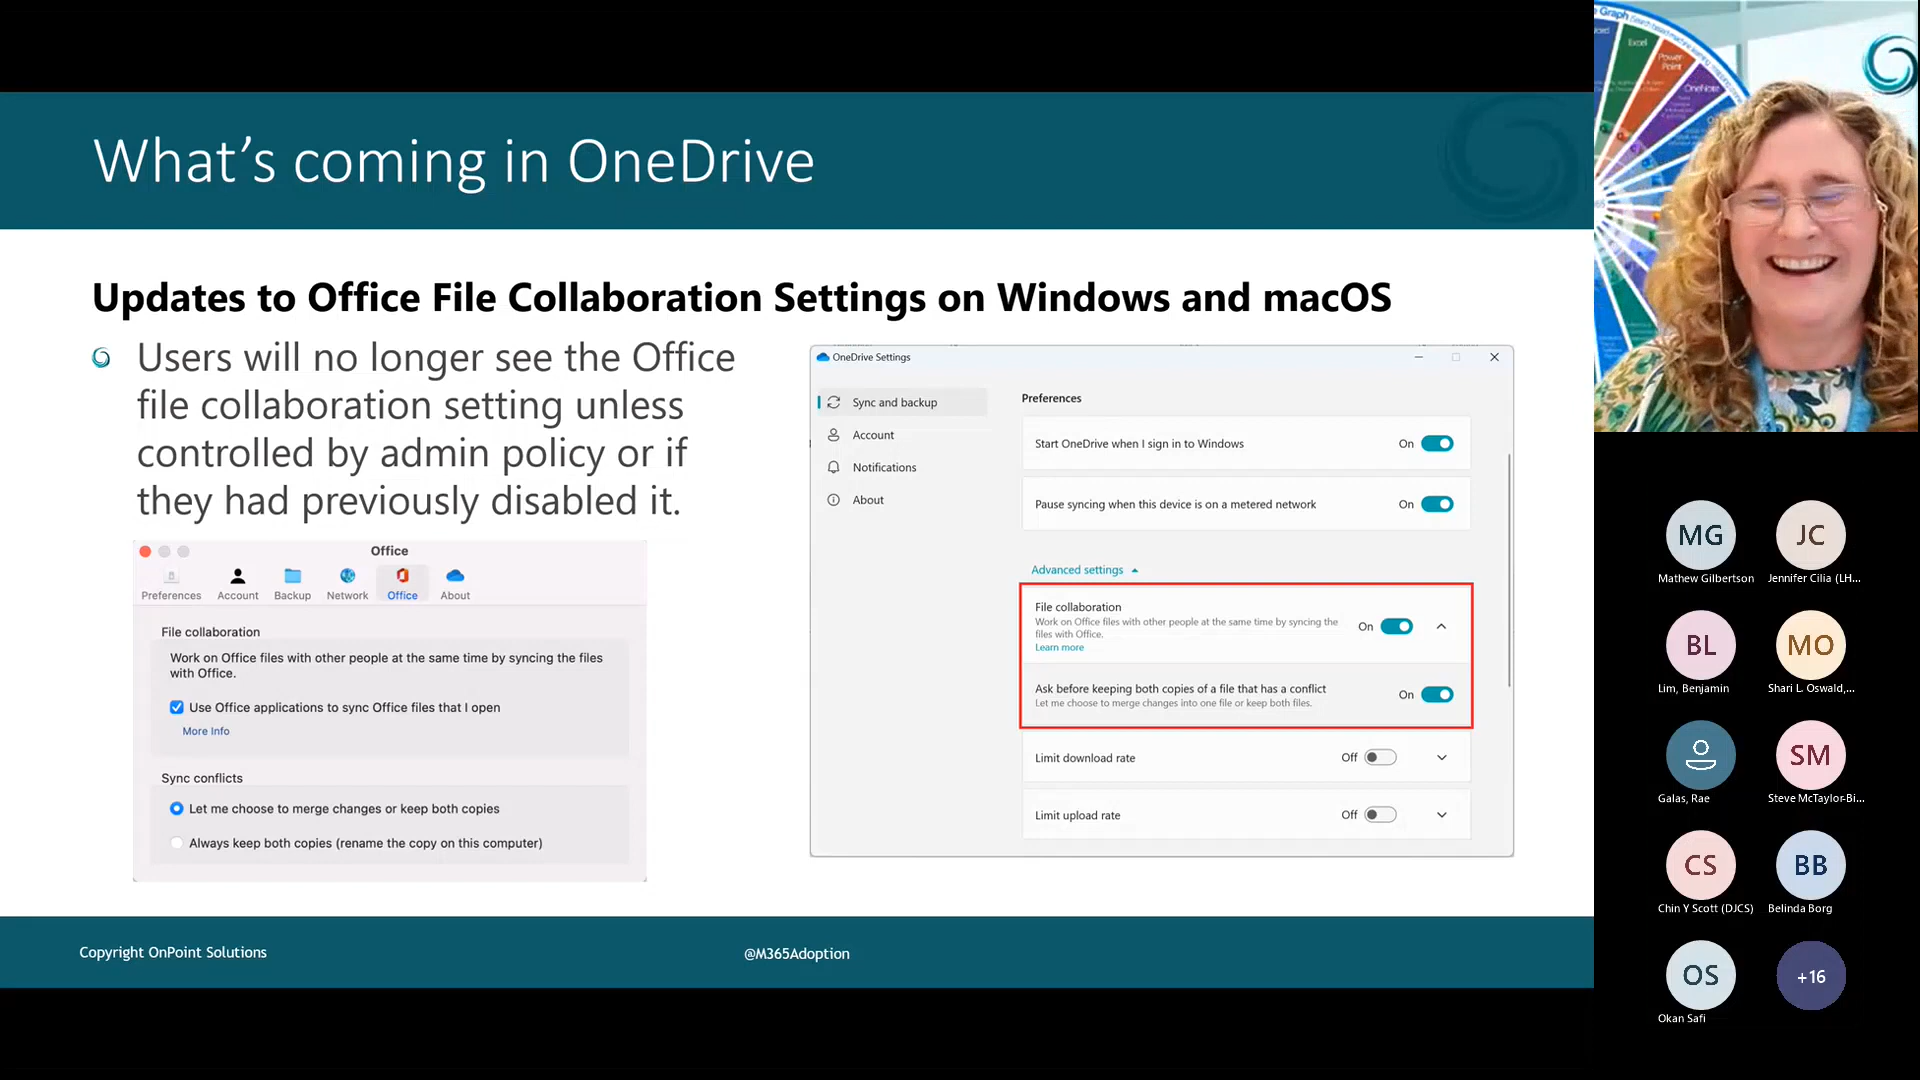 What's coming in OneDrive
Updates to Office File Collaboration Settings on Windows and macOS
Users will no longer see the Office
file collaboration setting unless
controlled by admin policy or if
they had previously disabled it.
Office
Preferences Account Backup Network Office About
File collaboration
Work on Office files with other people at the same time by syncing the files
with Office.
Use Office applications to sync Office files that I open
More Info
Sync conflicts
Let me choose to merge changes or keep both copies
Always keep both copies (rename the copy on this computer)
OneDrive Settings
Sync and backup
Account
Notifications
About
Preferences
Start OneDrive when I sign in to Windows On
Pause syncing when this device is on a metered network On
Advanced settings
File collaboration
Work on Office files with other people at the same time by syncing the
files with Office.
Learn more
On
Ask before keeping both copies of a file that has a conflict
Let me choose to merge changes into one file or keep both files.
On
Limit download rate Off
Limit upload rate Off
Copyright OnPoint Solutions
@M365Adoption
Graph
Excel
Power-
Point
OneNote
MG JC
Mathew Gilbertson Jennifer Cilia (LH...
BL MO
Lim, Benjamin Shari L. Oswald,...
SM
Galas, Rae Steve McTaylor-Bi...
CS BB
Chin Y Scott (DJCS) Belinda Borg
OS +16
Okan Safi